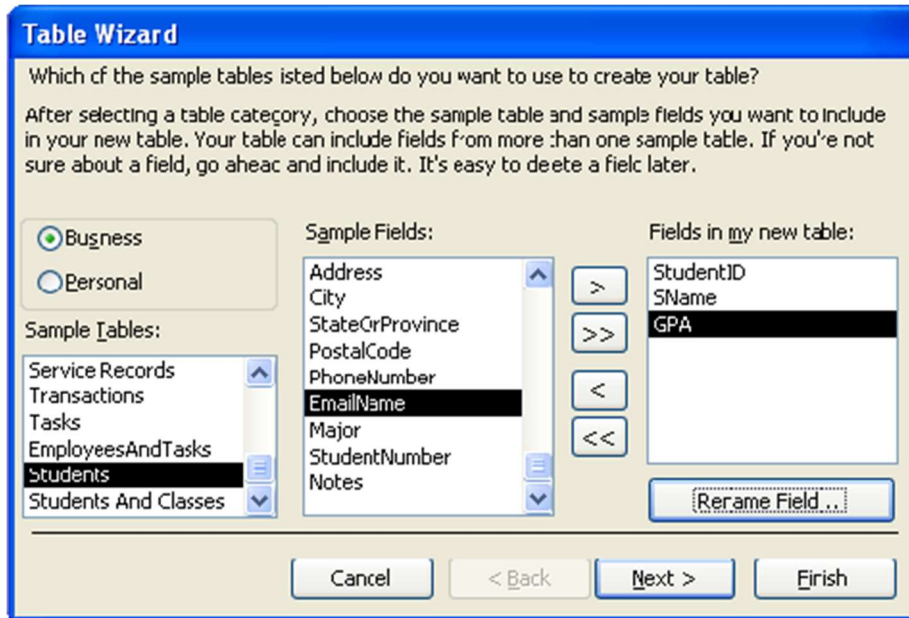 Table Wizard
Which of the sample tables isted below do you want to use to create your table?
After selecting a table category, choose the sample table and sample fields you want to include
in your new table. Your table can include fields from more than one sample table. If you're not
sure about a field, go ahead and include it. It's easy to deete a field later.
Busness
Personal
Sample Tables:
Service Records
Transactions
Tasks
EmployeesAndTasks
Students
Students And Classes
Sample Fields:
Address
City
StateOrProvince
PostalCode
PhoneNumber
EmailName
Major
StudentNumber
Notes
>
>>
<
<<
Fields in my new table:
StudentID
SName
GPA
Rename Field...
Cancel
< Back
Next >
Finish